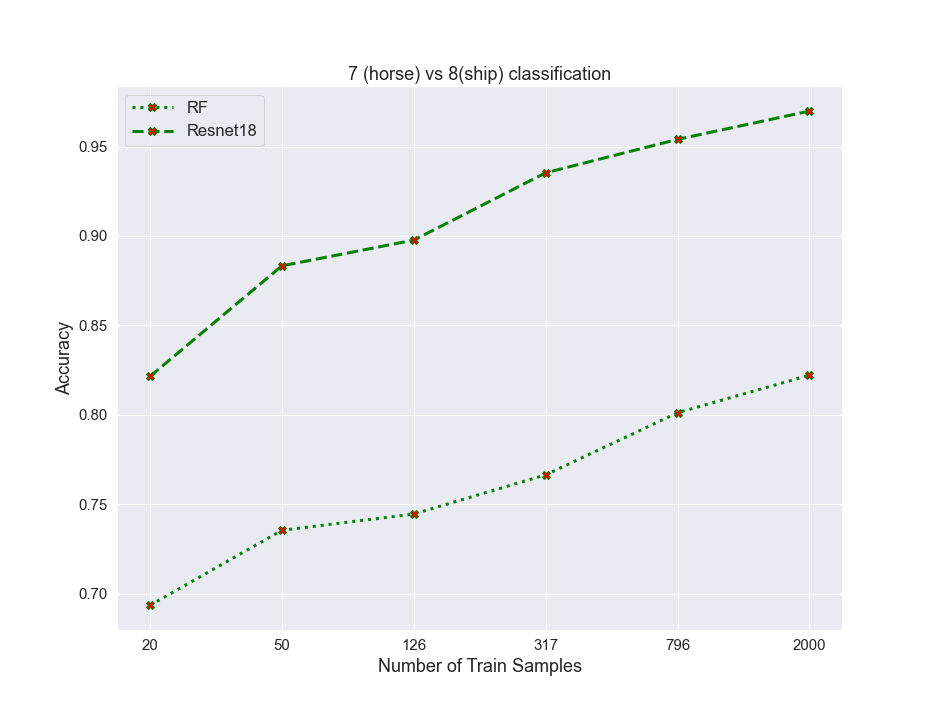 7 (horse) vs 8(ship) classification
RF
Resnet18
0.95
0.90
0.85
0.80
0.75
0.70
Accuracy
20 50 126 317 796 2000
Number of Train Samples